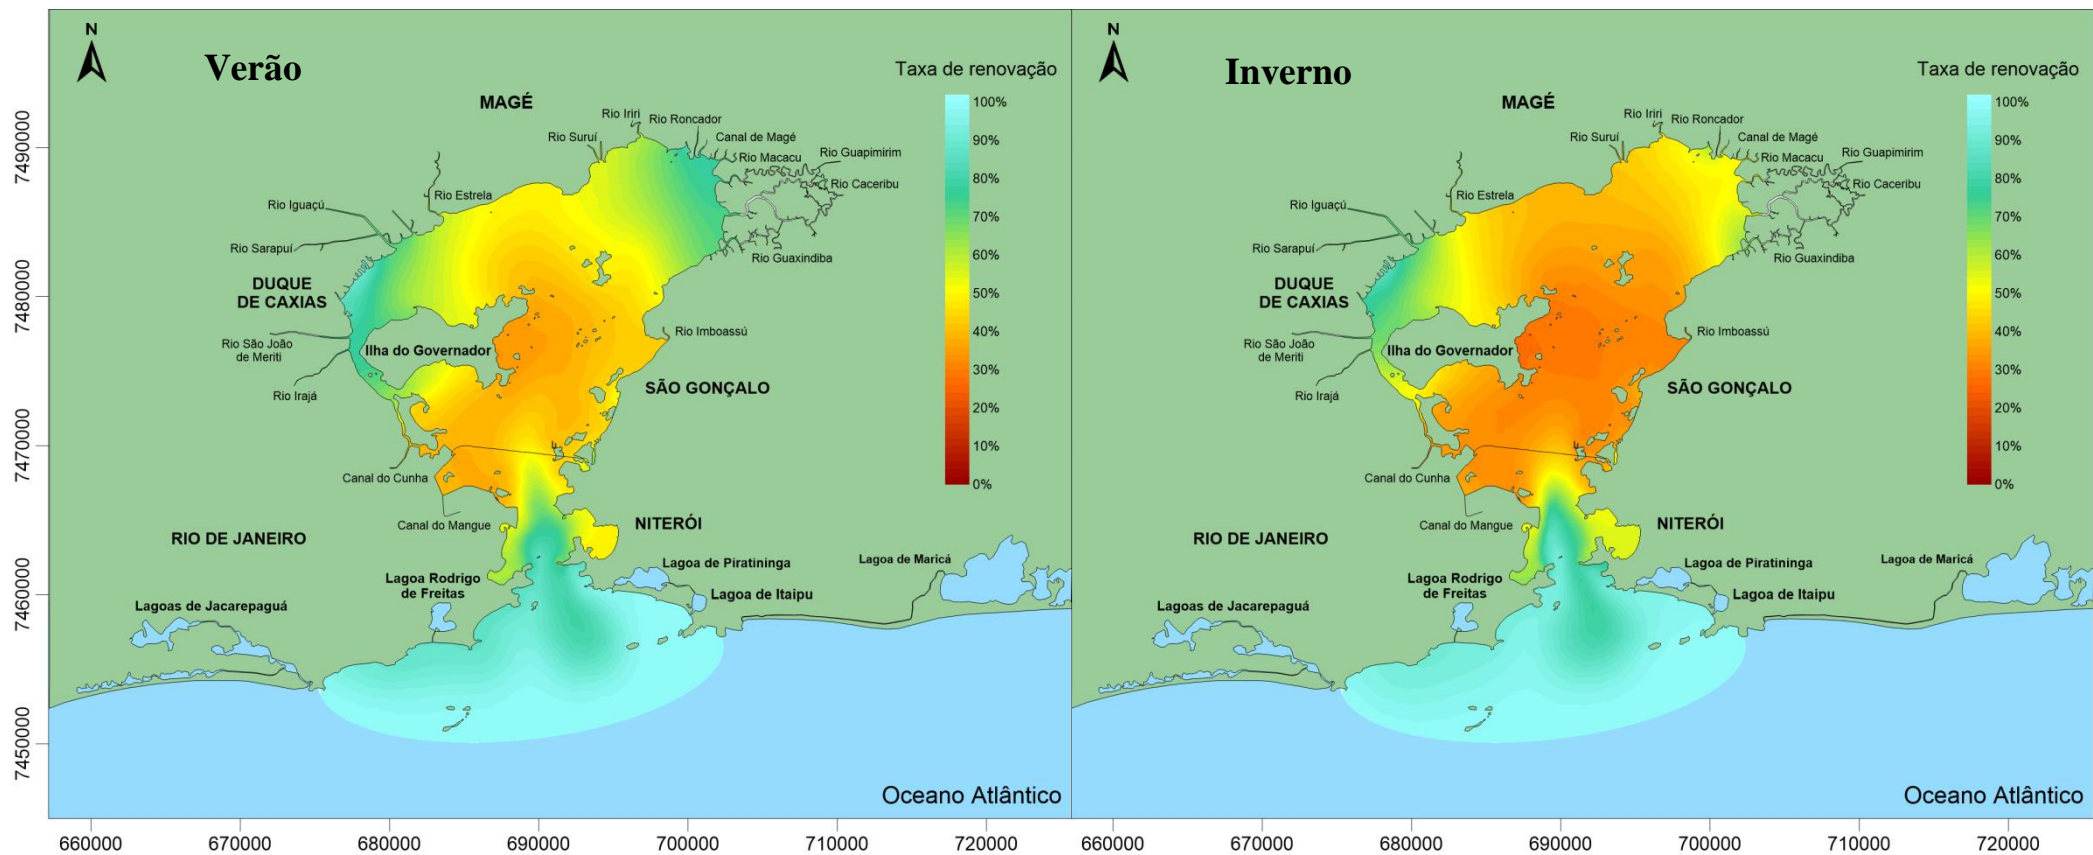 Verão
N
Taxa de renovação
100%
90%
80%
70%
60%
50%
40%
30%
20%
10%
0%
MAGÉ
Rio Iriri
Rio Roncador
Rio Suruí
Canal de Magé
Rio Macacu
Rio Guapimirim
Rio Caceribu
Rio Estrela
Rio Iguaçú
Rio Sarapuí
Rio Guaxindiba
DUQUE
DE CAXIAS
Rio Imboassú
Rio São João
de Meriti
Ilha do Governador
Rio Irajá
SÃO GONÇALO
Canal do Cunha
Canal do Mangue
NITERÓI
RIO DE JANEIRO
Lagoa de Piratininga
Lagoa de Maricá
Lagoa Rodrigo
de Freitas
Lagoa de Itaipu
Lagoas de Jacarepaguá
Oceano Atlântico
7490000
7480000
7470000
7460000
7450000
660000
670000
680000
690000
700000
710000
720000
Inverno
N
Taxa de renovação
100%
90%
80%
70%
60%
50%
40%
30%
20%
10%
0%
MAGÉ
Rio Iriri
Rio Roncador
Rio Suruí
Canal de Magé
Rio Macacu
Rio Guapimirim
Rio Caceribu
Rio Estrela
Rio Iguaçú
Rio Sarapuí
Rio Guaxindiba
DUQUE
DE CAXIAS
Rio Imboassú
Rio São João
de Meriti
Ilha do Governador
Rio Irajá
SÃO GONÇALO
Canal do Cunha
Canal do Mangue
NITERÓI
RIO DE JANEIRO
Lagoa de Piratininga
Lagoa de Maricá
Lagoa Rodrigo
de Freitas
Lagoa de Itaipu
Lagoas de Jacarepaguá
Oceano Atlântico
660000
670000
680000
690000
700000
710000
720000